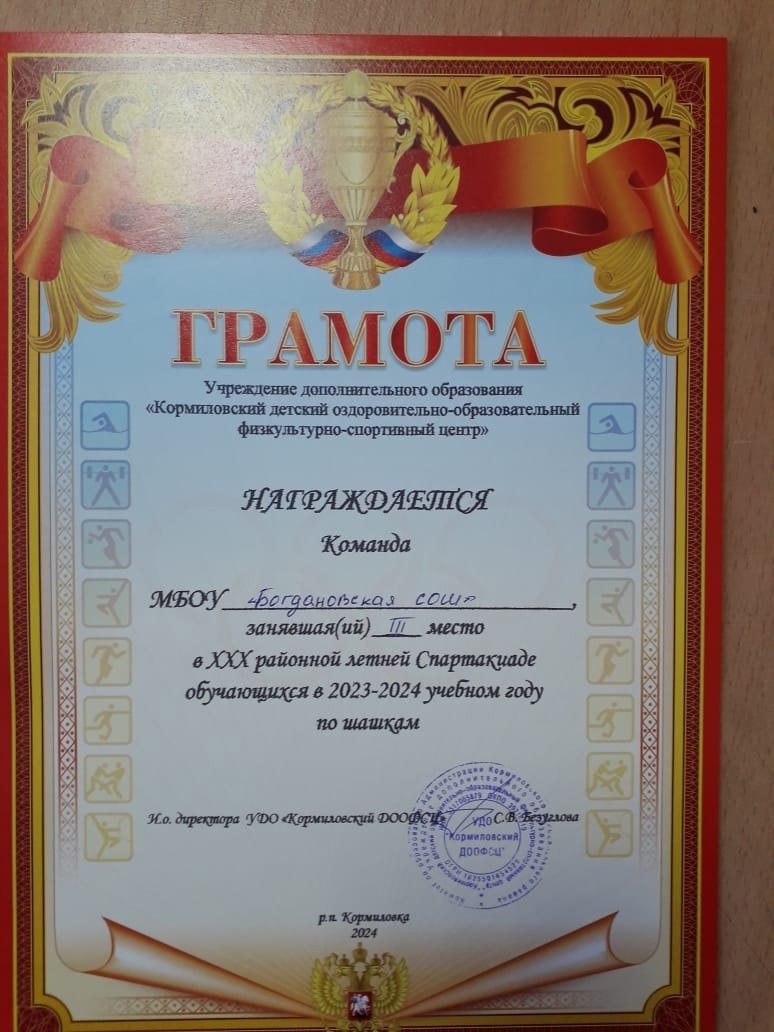 ГРАМОТА
Учреждение дополнительного образования
«Кормиловский детский оздоровительно-образовательный
физкультурно-спортивный центр»
НАГРАЖДАЕТСЯ
Команда
МБОУ «Богдановская СОШ»,
занявшая(ий) III место
в XXX районной летней Спартакиаде
обучающихся в 2023-2024 учебном году
по шашкам
И.о. директора УДО «Кормиловский ДООФСЦ» С.В. Безуглова
УДО
"Кормиловский
ДООФСЦ"
р.п. Кормиловка
2024